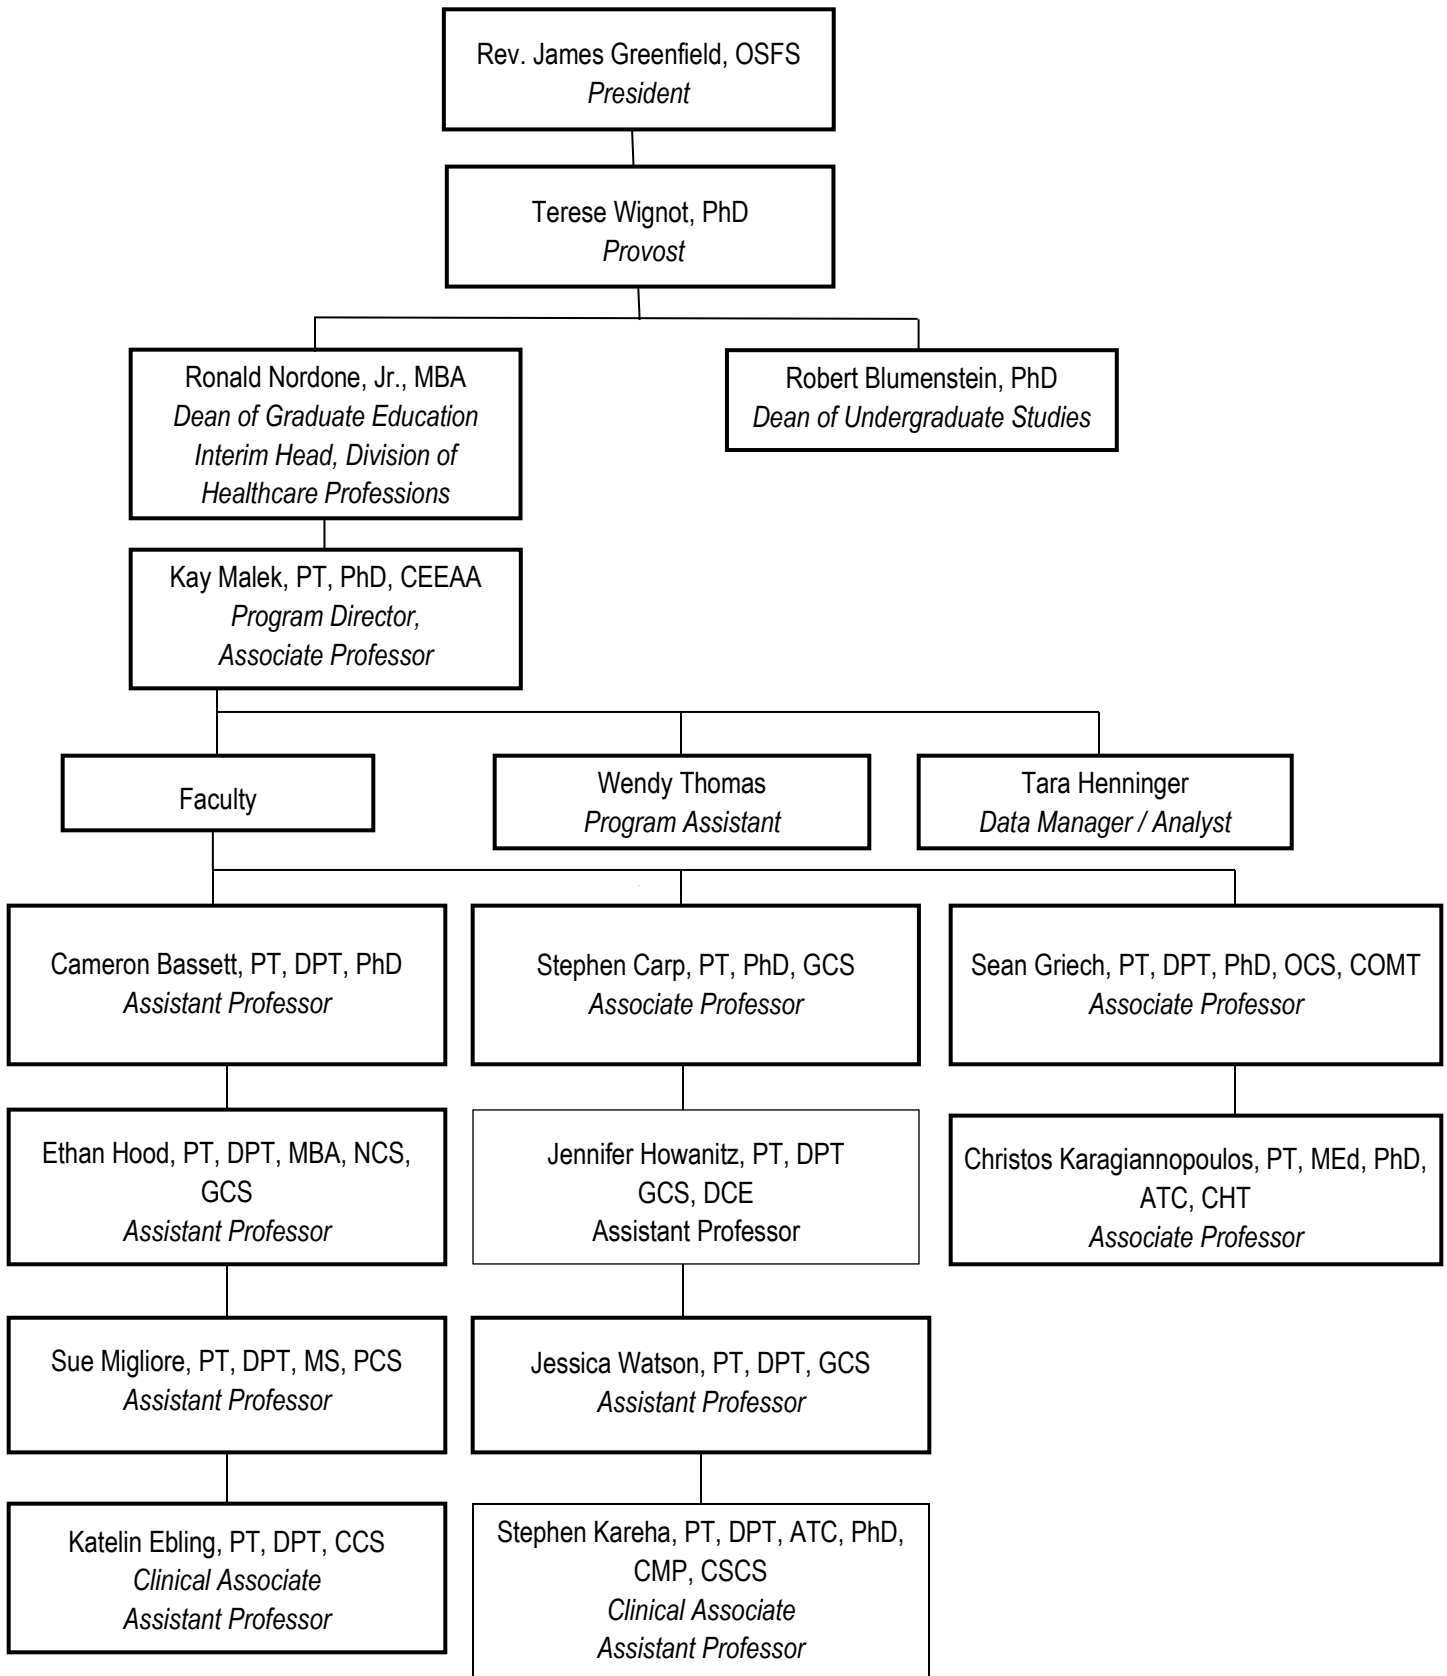 Rev. James Greenfield, OSFS
President
Terese Wignot, PhD
Provost
Ronald Nordone, Jr., MBA
Dean of Graduate Education
Interim Head, Division of
Healthcare Professions
Robert Blumenstein, PhD
Dean of Undergraduate Studies
Kay Malek, PT, PhD, CEEAA
Program Director,
Associate Professor
Faculty
Wendy Thomas
Program Assistant
Tara Henninger
Data Manager / Analyst
Cameron Bassett, PT, DPT, PhD
Assistant Professor
Stephen Carp, PT, PhD, GCS
Associate Professor
Sean Griech, PT, DPT, PhD, OCS, COMT
Associate Professor
Ethan Hood, PT, DPT, MBA, NCS,
GCS
Assistant Professor
Jennifer Howanitz, PT, DPT
GCS, DCE
Assistant Professor
Christos Karagiannopoulos, PT, MEd, PhD,
ATC, CHT
Associate Professor
Sue Migliore, PT, DPT, MS, PCS
Assistant Professor
Jessica Watson, PT, DPT, GCS
Assistant Professor
Katelin Ebling, PT, DPT, CCS
Clinical Associate
Assistant Professor
Stephen Kareha, PT, DPT, ATC, PhD,
CMP, CSCS
Clinical Associate
Assistant Professor